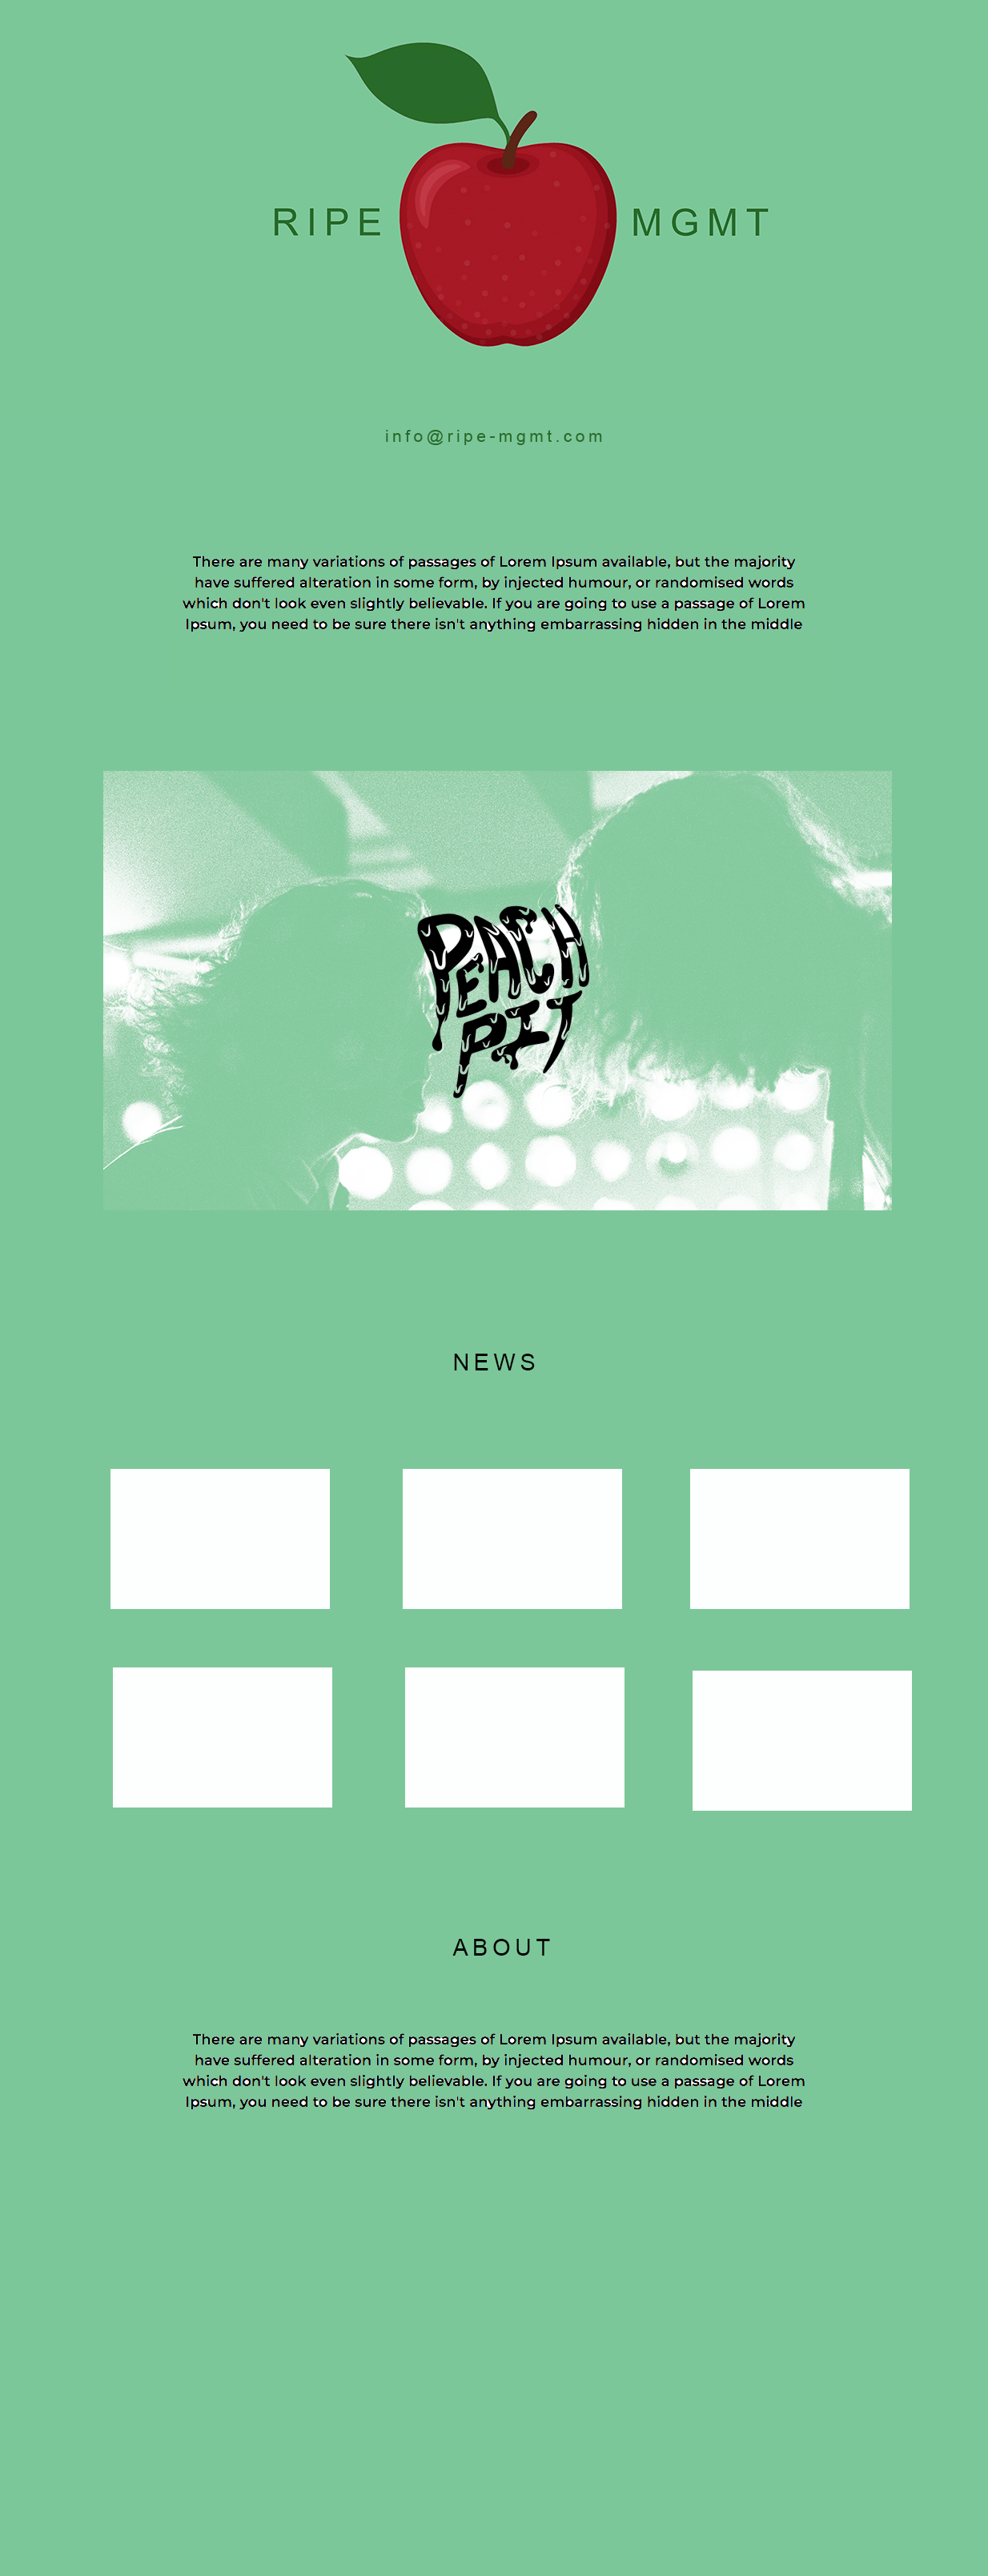 RIPE MGMT
info@ripe-mgmt.com
There are many variations of passages of Lorem Ipsum available, but the majority
have suffered alteration in some form, by injected humour, or randomised words
which don't look even slightly believable. If you are going to use a passage of Lorem
Ipsum, you need to be sure there isn't anything embarrassing hidden in the middle
PEACH
PIT
NEWS
ABOUT
There are many variations of passages of Lorem Ipsum available, but the majority
have suffered alteration in some form, by injected humour, or randomised words
which don't look even slightly believable. If you are going to use a passage of Lorem
Ipsum, you need to be sure there isn't anything embarrassing hidden in the middle